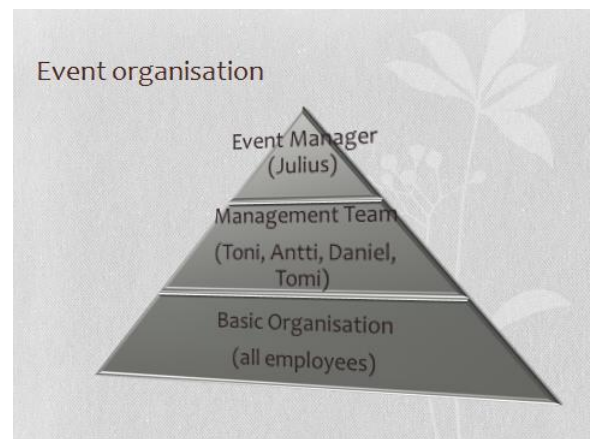 Event organisation
Event Manager
(Julius)
Management Team
(Toni, Antti, Daniel,
Tomi)
Basic Organisation
(all employees)